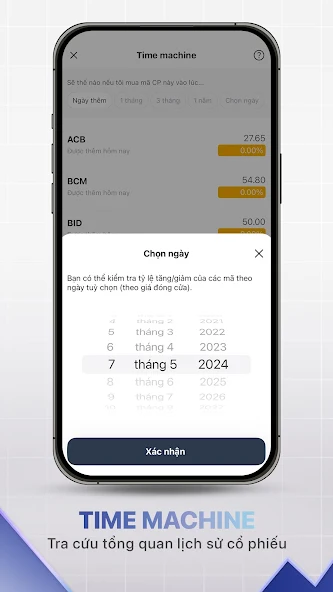 Time machine
Sẽ thế nào nếu tôi mua mã CP này vào lúc...
Ngày thêm 1 tháng 3 tháng 1 năm Chọn ngày
ACB 27.65
Được thêm hôm nay 0.00%
BCM 54.80
Được thêm hôm nay 0.00%
BID 50.00
Chọn ngày
Bạn có thể kiểm tra tỷ lệ tăng/giảm của các mã theo
ngày tuỳ chọn (theo giá đóng cửa).
4 tháng 2 2021
5 tháng 3 2022
6 tháng 4 2023
7 tháng 5 2024
8 tháng 6 2025
9 tháng 7 2026
10 tháng 8 2027
Xác nhận
TIME MACHINE
Tra cứu tổng quan lịch sử cổ phiếu